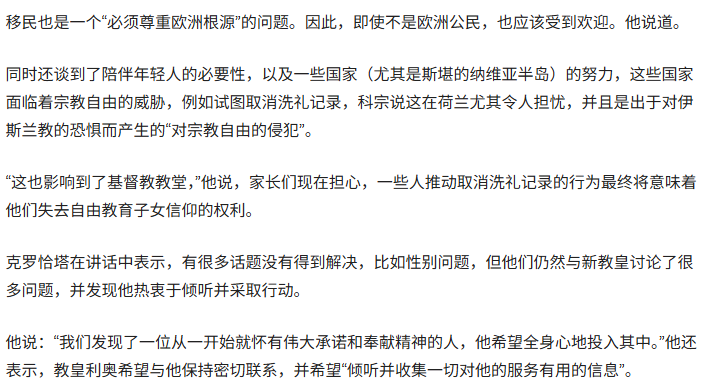 移民也是一个“必须尊重欧洲根源”的问题。因此，即使不是欧洲公民，也应该受到欢迎。他说道。
同时还谈到了陪伴年轻人的必要性，以及一些国家（尤其是斯堪的纳维亚半岛）的努力，这些国家
面临着宗教自由的威胁，例如试图取消洗礼记录，科宗说这在荷兰尤其令人担忧，并且是出于对伊
斯兰教的恐惧而产生的“对宗教自由的侵犯”。
“这也影响到了基督教教堂，”他说，家长们现在担心，一些人推动取消洗礼记录的行为最终将意味着
他们失去自由教育子女信仰的权利。
克罗恰塔在讲话中表示，有很多话题没有得到解决，比如性别问题，但他们仍然与新教皇讨论了很
多问题，并发现他热衷于倾听并采取行动。
他说：“我们发现了一位从一开始就怀有伟大承诺和奉献精神的人，他希望全身心地投入其中。”他还
表示，教皇利奥希望与他保持密切联系，并希望“倾听并收集一切对他的服务有用的信息”。